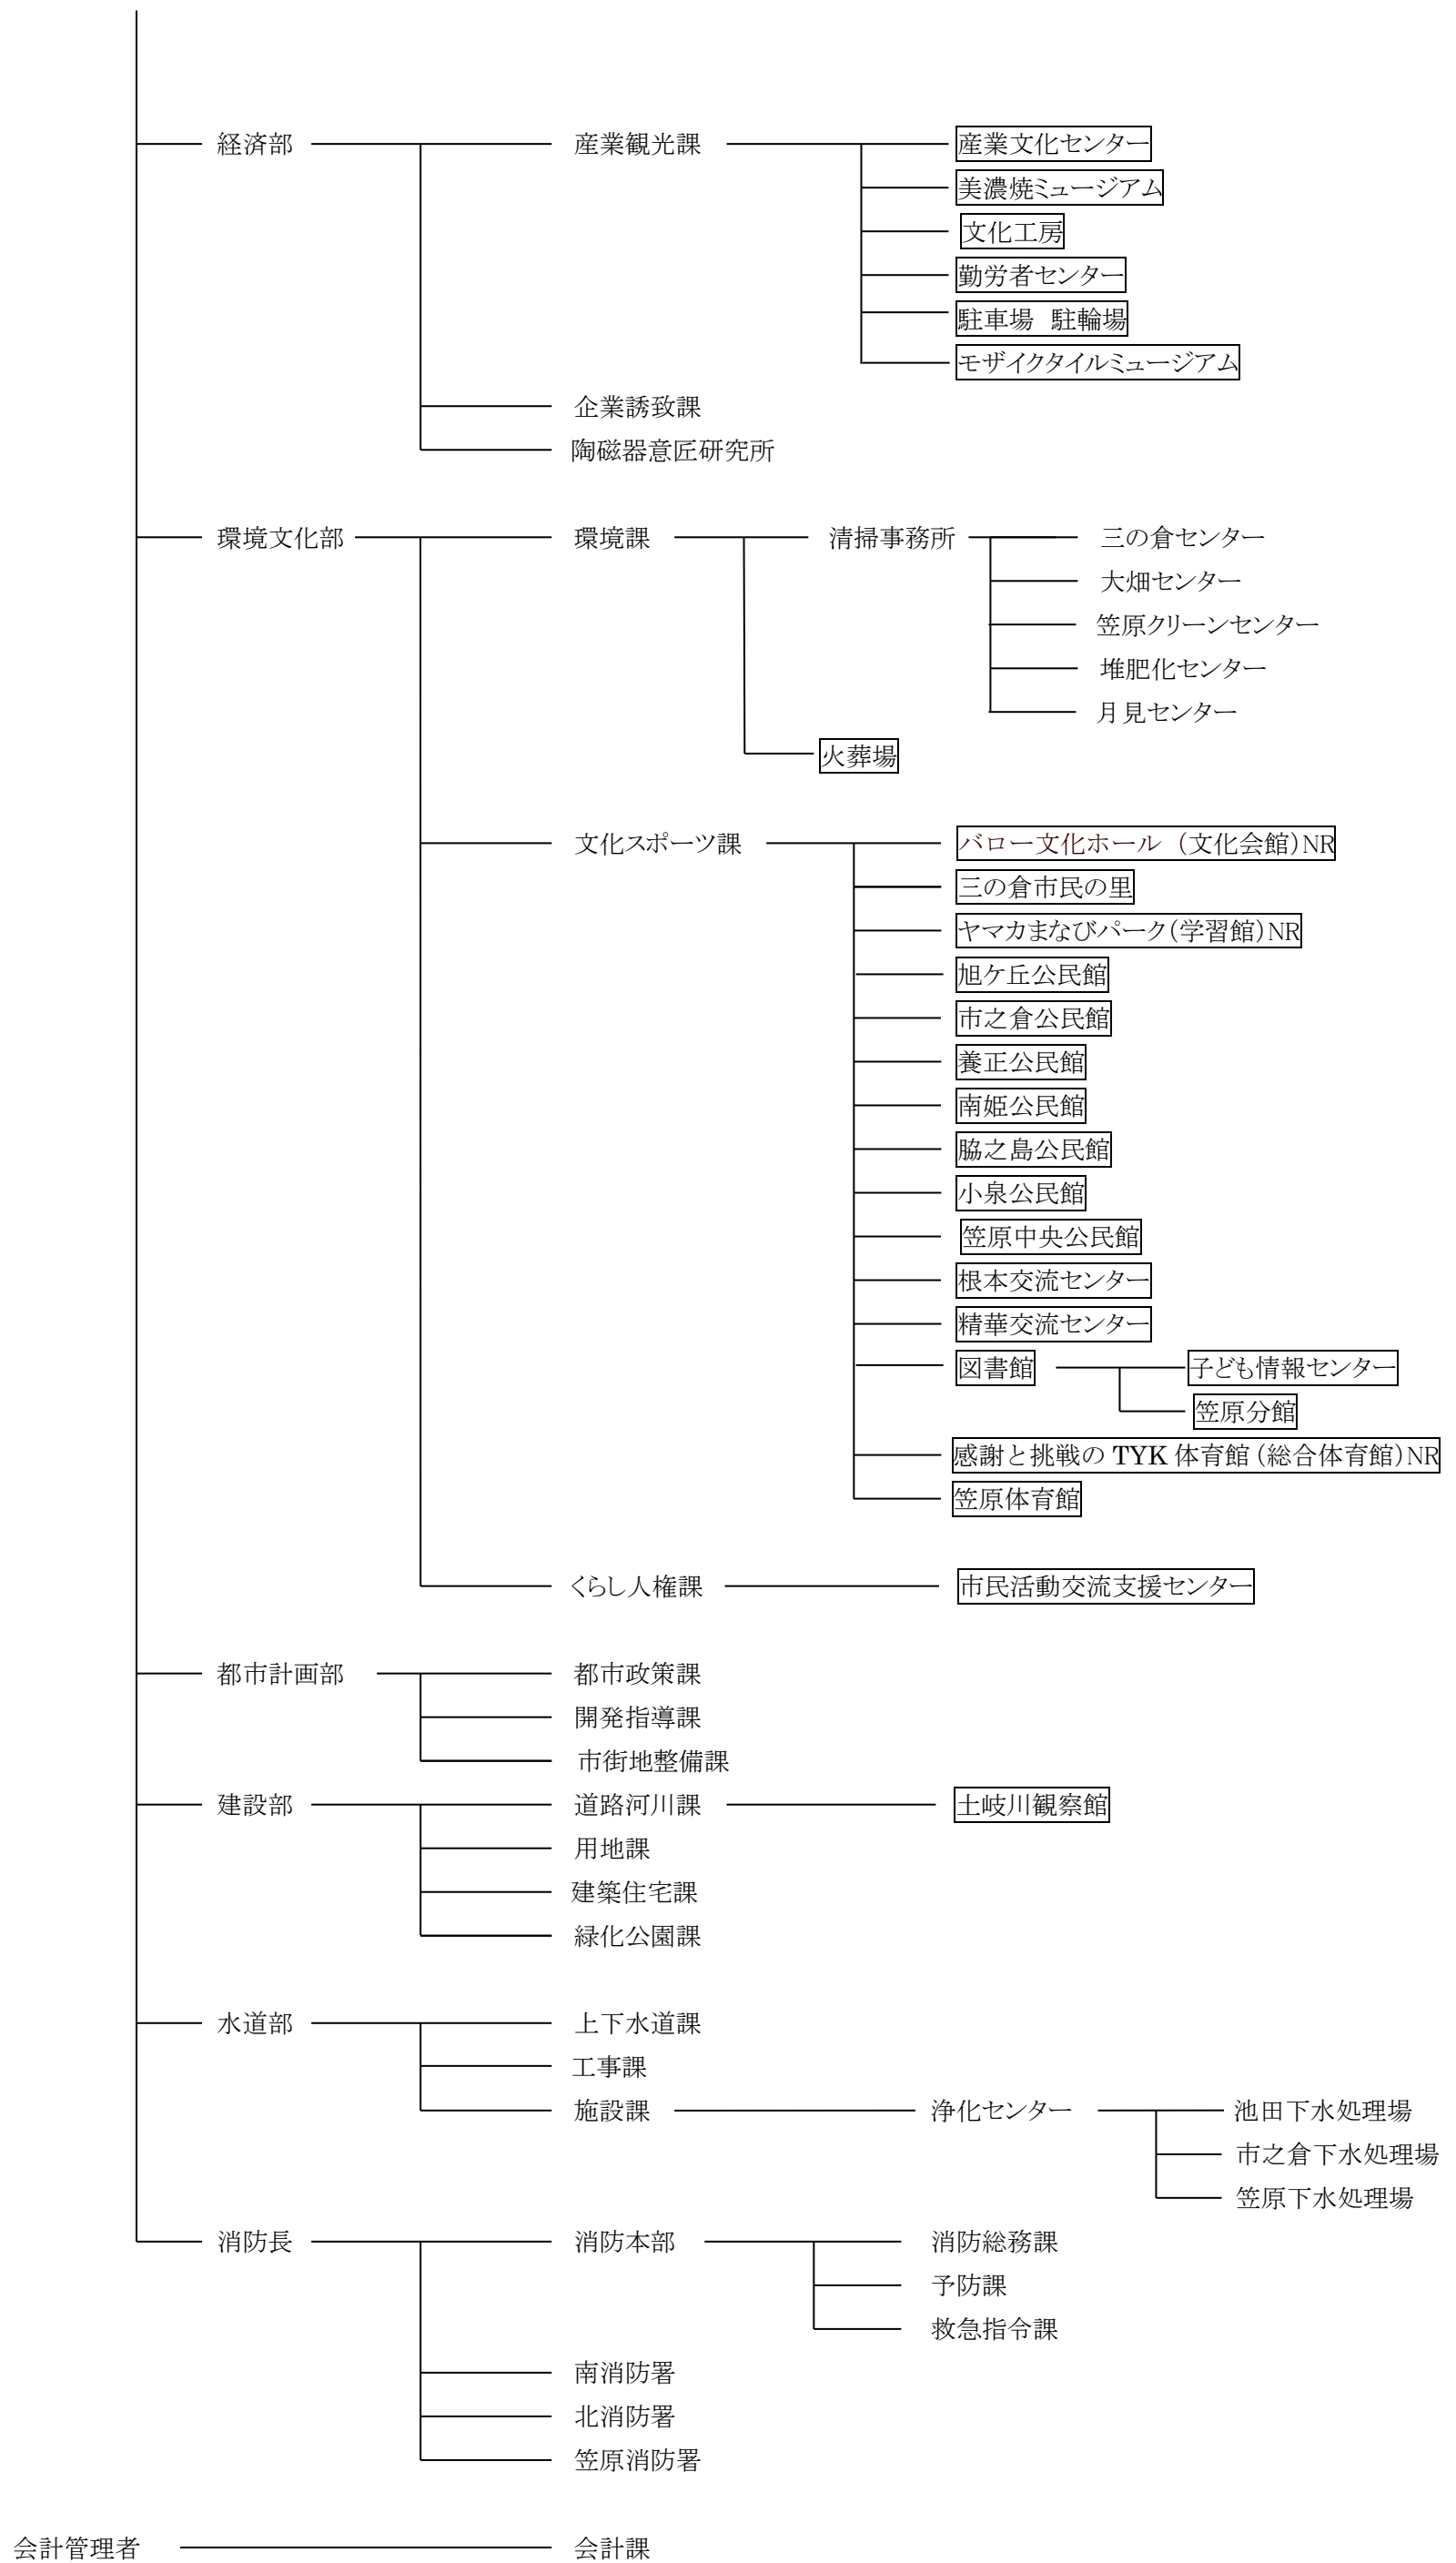 経済部 産業観光課 産業文化センター
美濃焼ミュージアム
文化工房
勤労者センター
駐車場　駐輪場
モザイクタイルミュージアム
企業誘致課
陶磁器意匠研究所
環境文化部 環境課 清掃事務所 三の倉センター
大畑センター
笠原クリーンセンター
堆肥化センター
月見センター
火葬場
文化スポーツ課 バロー文化ホール（文化会館）NR
三の倉市民の里
ヤマカまなびパーク（学習館）NR
旭ケ丘公民館
市之倉公民館
養正公民館
南姫公民館
脇之島公民館
小泉公民館
笠原中央公民館
根本交流センター
精華交流センター
図書館 子ども情報センター
笠原分館
感謝と挑戦の TYK 体育館（総合体育館）NR
笠原体育館
くらし人権課 市民活動交流支援センター
都市計画部 都市政策課
開発指導課
市街地整備課
建設部 道路河川課 土岐川観察館
用地課
建築住宅課
緑化公園課
水道部 上下水道課
工事課
施設課 浄化センター 池田下水処理場
市之倉下水処理場
笠原下水処理場
消防長 消防本部 消防総務課
予防課
救急指令課
南消防署
北消防署
笠原消防署
会計管理者 会計課